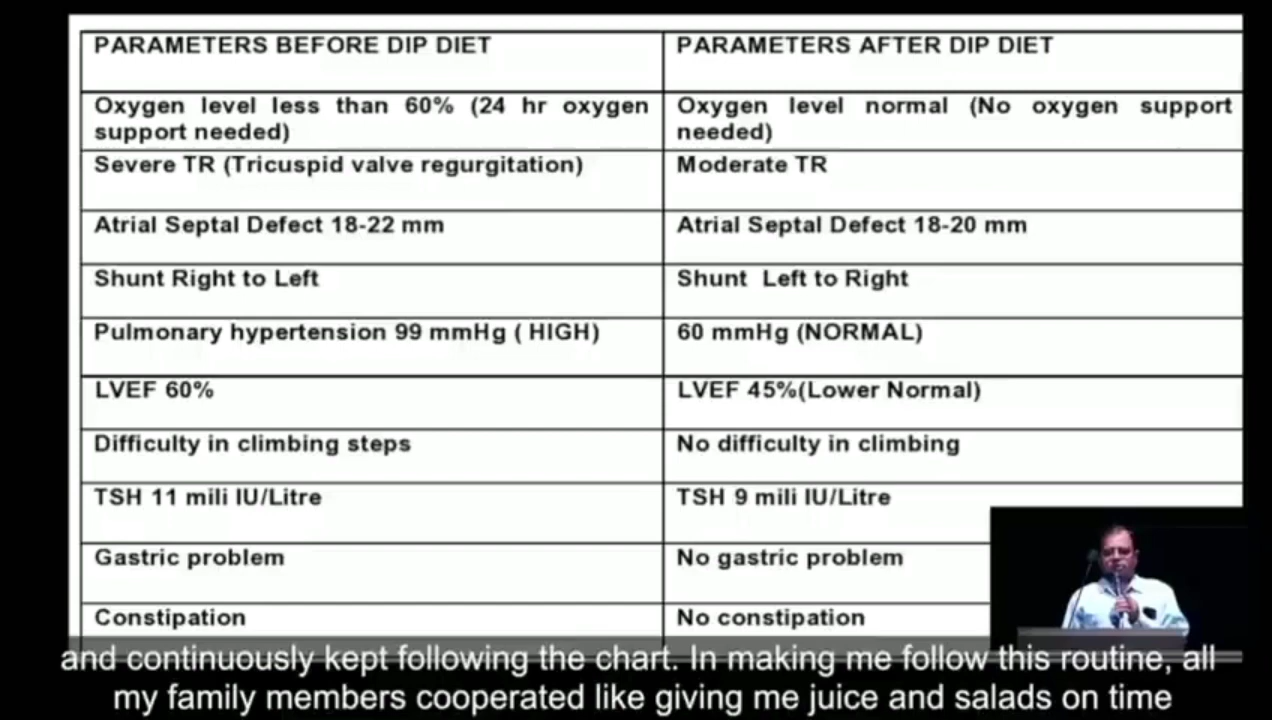 PARAMETERS BEFORE DIP DIET
PARAMETERS AFTER DIP DIET
Oxygen level less than 60% (24 hr oxygen
support needed)
Oxygen level normal (No oxygen support
needed)
Severe TR (Tricuspid valve regurgitation)
Moderate TR
Atrial Septal Defect 18-22 mm
Atrial Septal Defect 18-20 mm
Shunt Right to Left
Shunt Left to Right
Pulmonary hypertension 99 mmHg ( HIGH)
60 mmHg (NORMAL)
LVEF 60%
LVEF 45%(Lower Normal)
Difficulty in climbing steps
No difficulty in climbing
TSH 11 mili IU/Litre
TSH 9 mili IU/Litre
Gastric problem
No gastric problem
Constipation
No constipation
and continuously kept following the chart. In making me follow this routine, all
my family members cooperated like giving me juice and salads on time